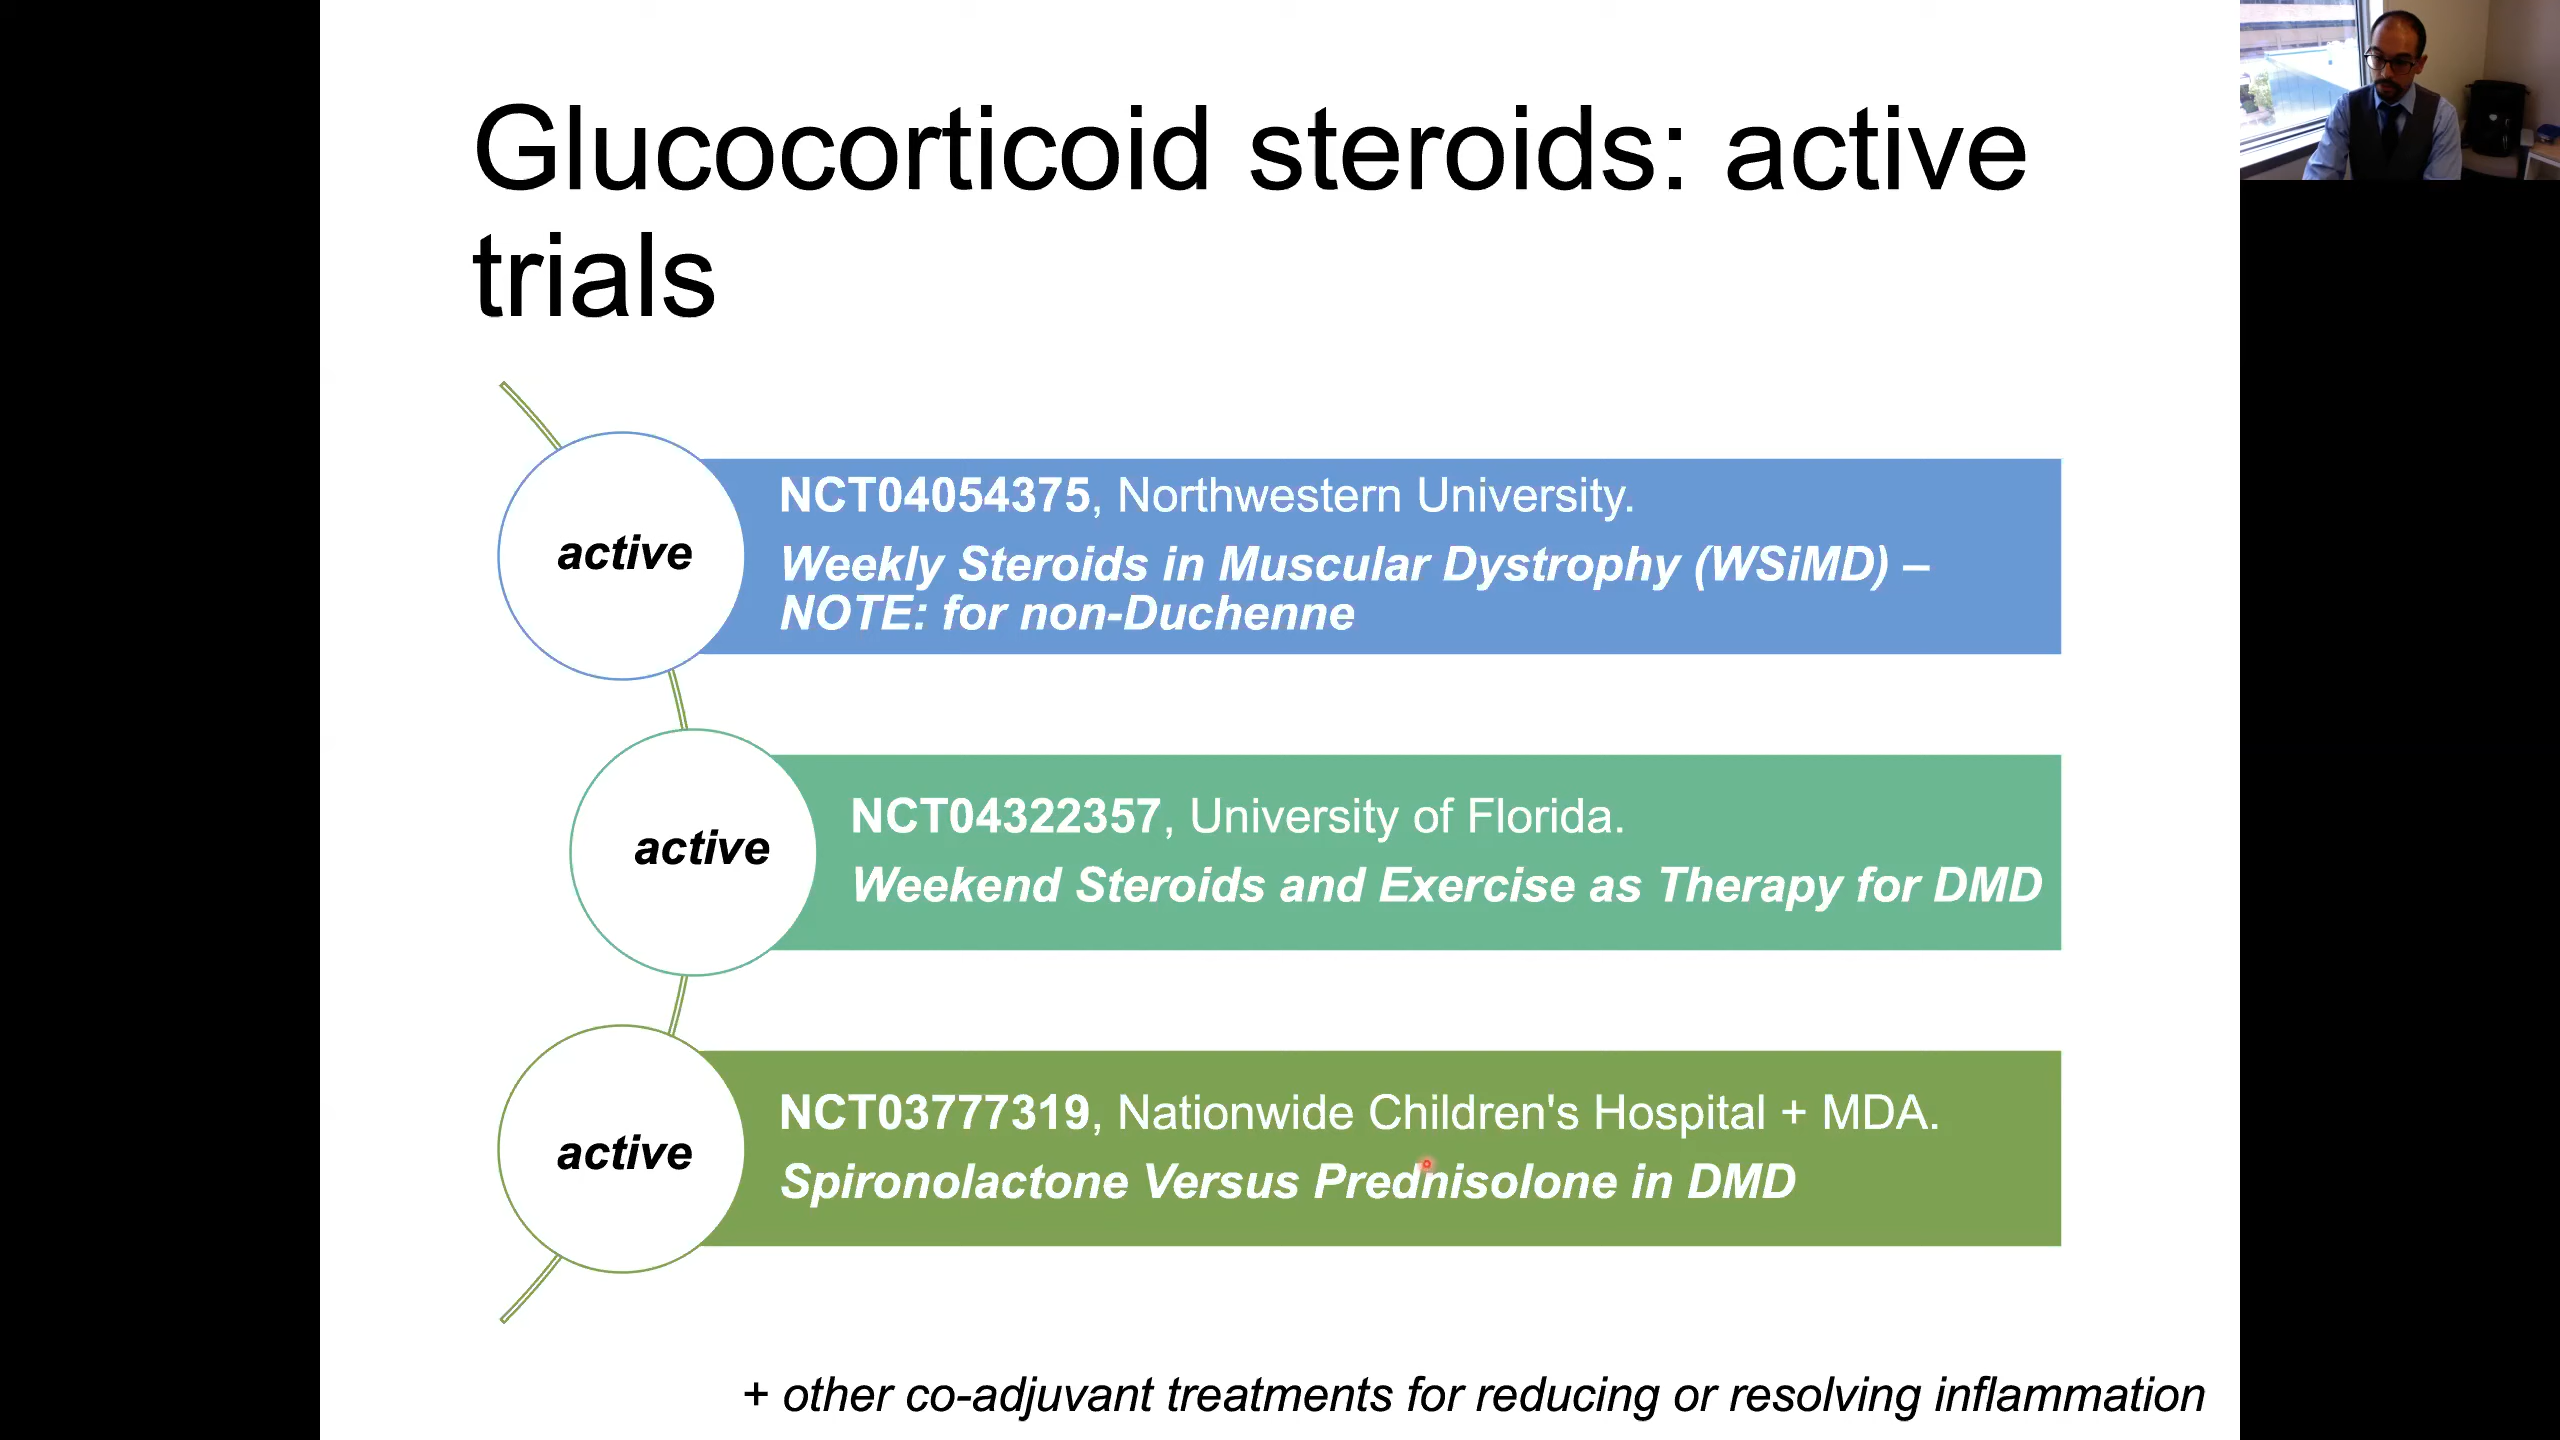 Glucocorticoid steroids: active
trials
active
NCT04054375, Northwestern University.
Weekly Steroids in Muscular Dystrophy (WSiMD) –
NOTE: for non-Duchenne
active
NCT04322357, University of Florida.
Weekend Steroids and Exercise as Therapy for DMD
active
NCT03777319, Nationwide Children's Hospital + MDA.
Spironolactone Versus Prednisolone in DMD
+ other co-adjuvant treatments for reducing or resolving inflammation